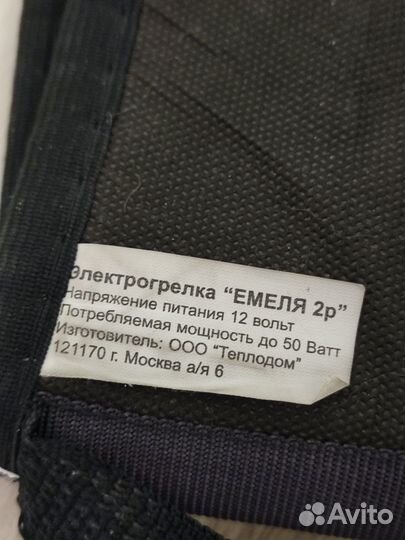 Электрогрелка “ЕМЕЛЯ 2р”
Напряжение питания 12 вольт
Потребляемая мощность до 50 Ватт
Изготовитель: ООО “Теплодом”
121170 г. Москва а/я 6
Avito